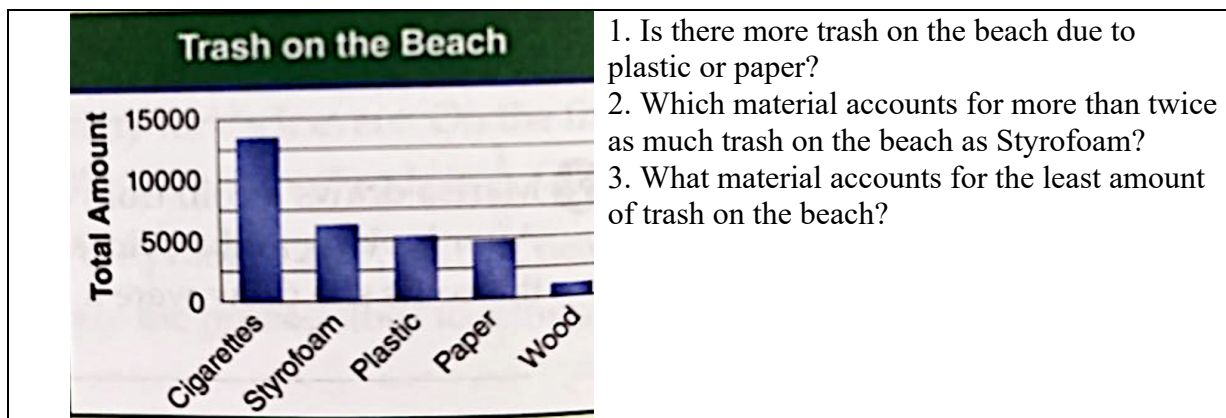 Trash on the Beach
Total Amount
15000
10000
5000
0
Cigarettes
Styrofoam
Plastic
Paper
Wood
1. Is there more trash on the beach due to
plastic or paper?
2. Which material accounts for more than twice
as much trash on the beach as Styrofoam?
3. What material accounts for the least amount
of trash on the beach?